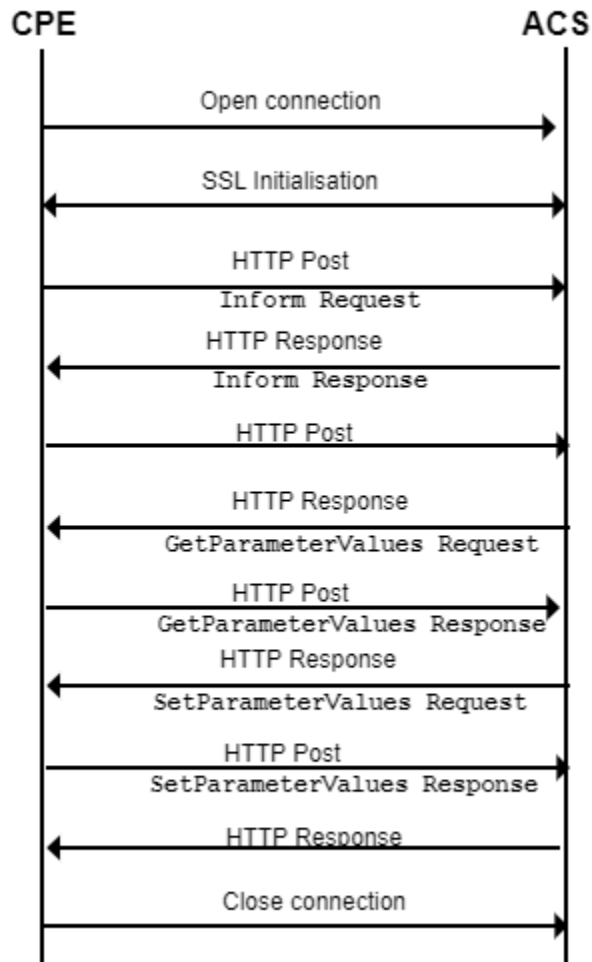 CPE ACS
Open connection
SSL Initialisation
HTTP Post
Inform Request
HTTP Response
Inform Response
HTTP Post
HTTP Response
GetParameterValues Request
HTTP Post
GetParameterValues Response
HTTP Response
SetParameterValues Request
HTTP Post
SetParameterValues Response
HTTP Response
Close connection